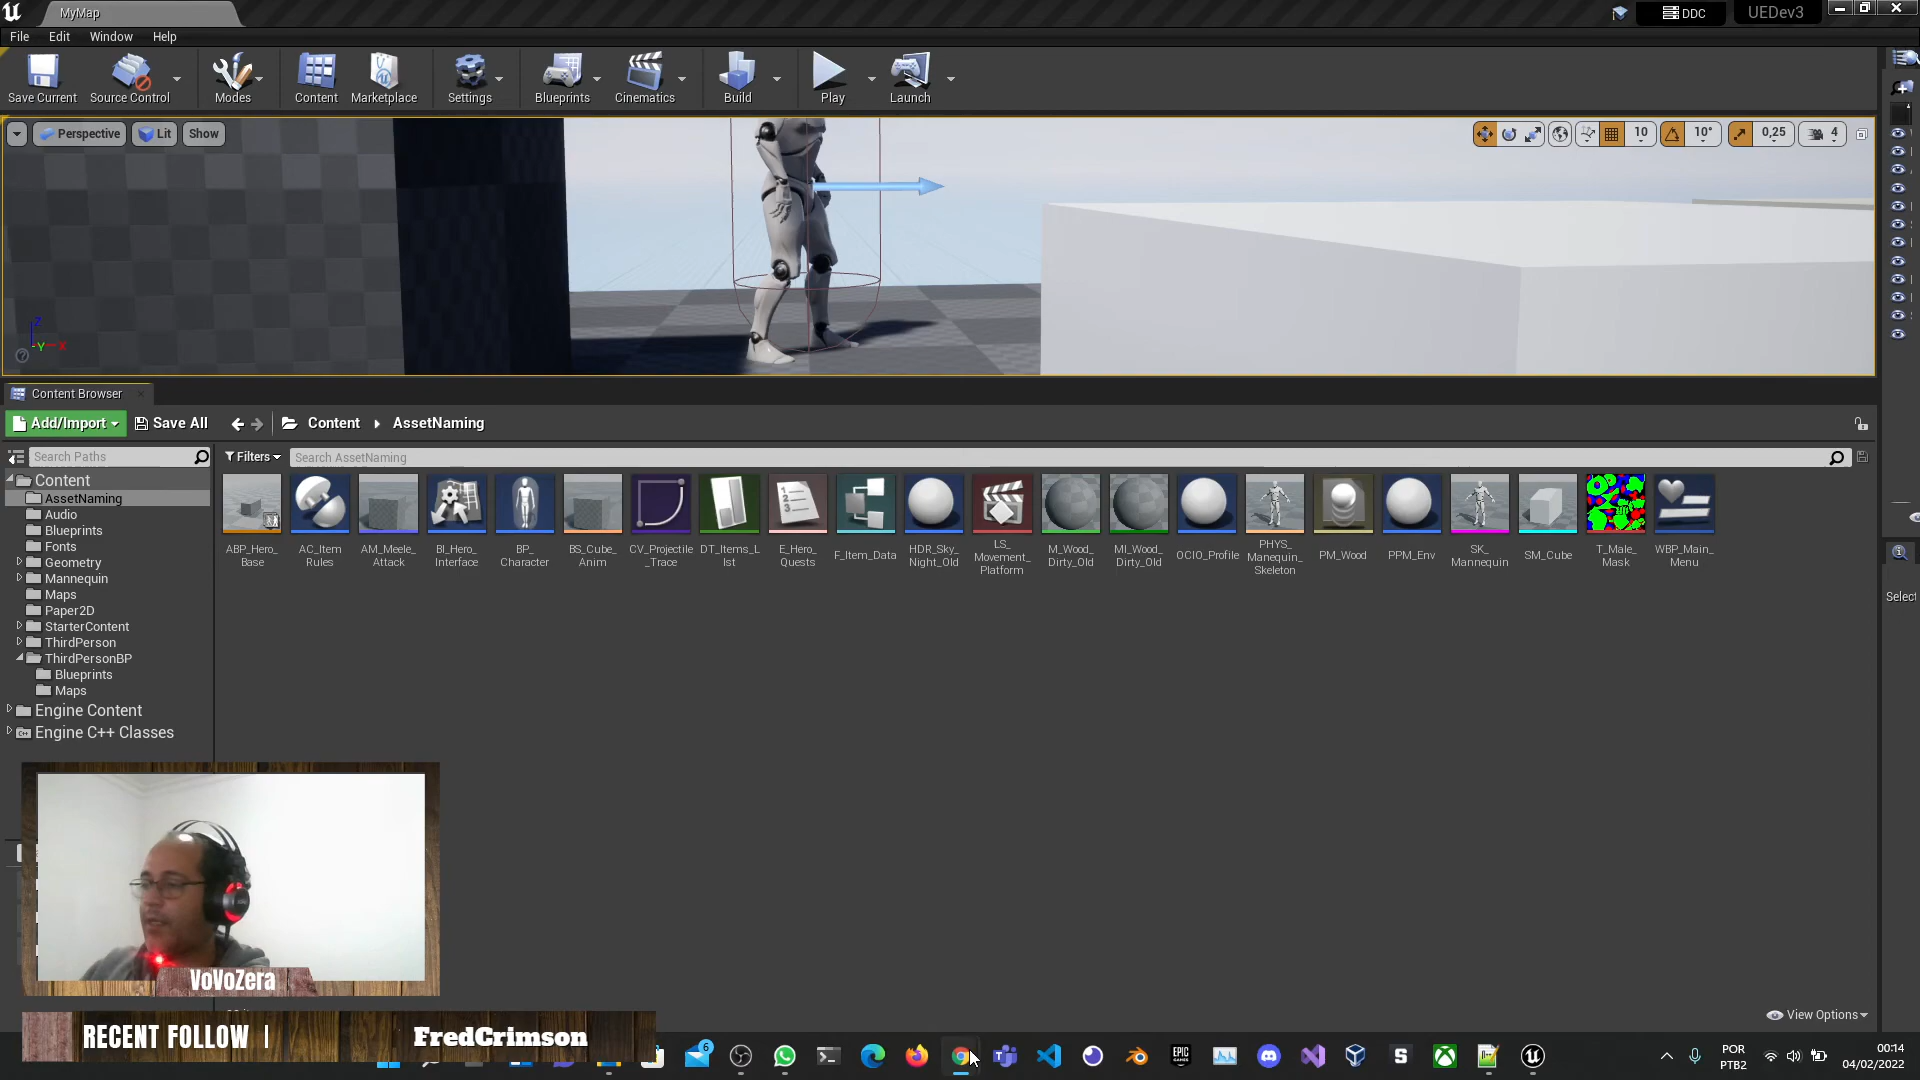 MyMap
DDC
UEDev3
File Edit Window Help
Save Current
Source Control
Modes
Content
Marketplace
Settings
Blueprints
Cinematics
Build
Play
Launch
Perspective
Lit
Show
10
10°
0,25
4
Z
Y X
Content Browser
Add/Import
Save All
Content
AssetNaming
Search Paths
Filters
Search AssetNaming
Content
AssetNaming
Audio
Blueprints
Fonts
Geometry
Mannequin
Maps
Paper2D
StarterContent
ThirdPerson
ThirdPersonBP
Blueprints
Maps
Engine Content
Engine C++ Classes
ABP_Hero_
Base
AC_Item
Rules
AM_Meele_
Attack
BI_Hero_
Interface
BP_
Character
BS_Cube_
Anim
CV_Projectile
_Trace
DT_Items_L
ist
E_Hero_
Quests
F_Item_Data
HDR_Sky_
Night_Old
LS_
Movement_
Platform
M_Wood_
Dirty_Old
MI_Wood_
Dirty_Old
OCIO_Profile
PHYS_
Manequin_
Skeleton
PM_Wood
PPM_Env
SK_
Mannequin
SM_Cube
T_Male_
Mask
WBP_Main_
Menu
Select
View Options
VoVoZera
RECENT FOLLOW |
FredCrimson
6
EPIC
GAMES
POR
PTB2
00:14
04/02/2022